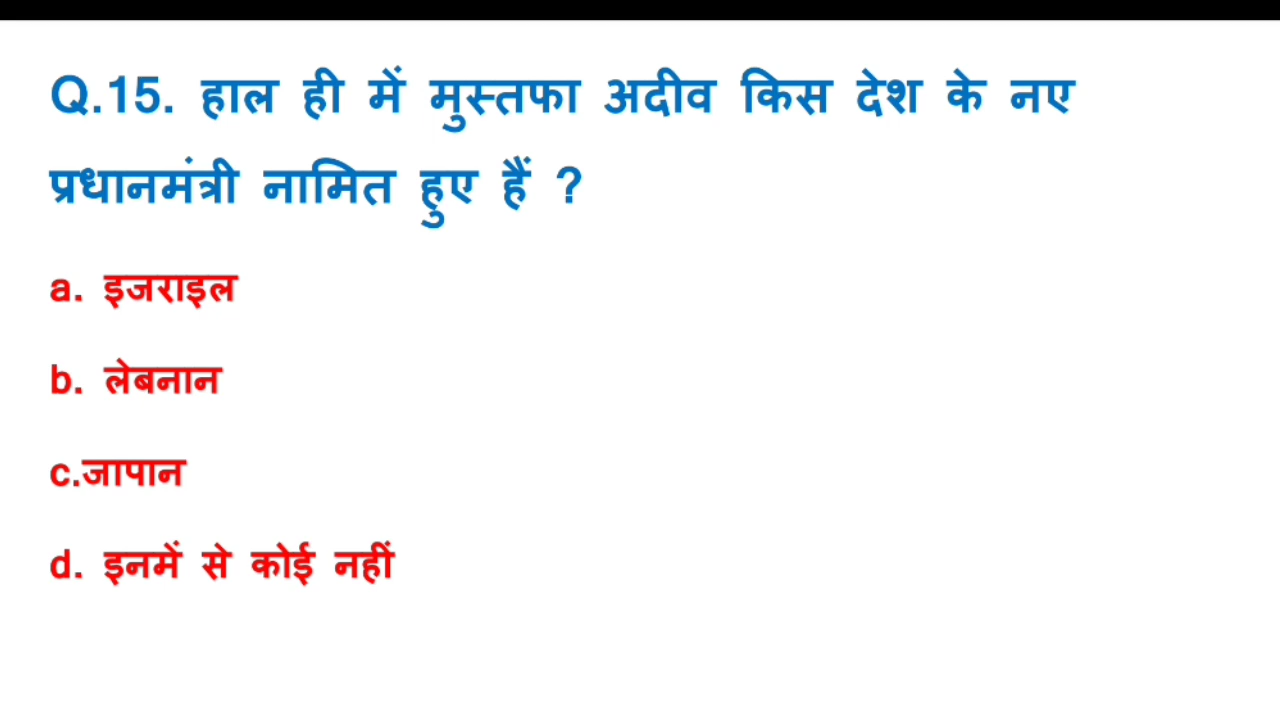 Q.15. हाल ही में मुस्तफा अदीव किस देश के नए
प्रधानमंत्री नामित हुए हैं ?
a. इजराइल
b. लेबनान
c.जापान
d. इनमें से कोई नहीं